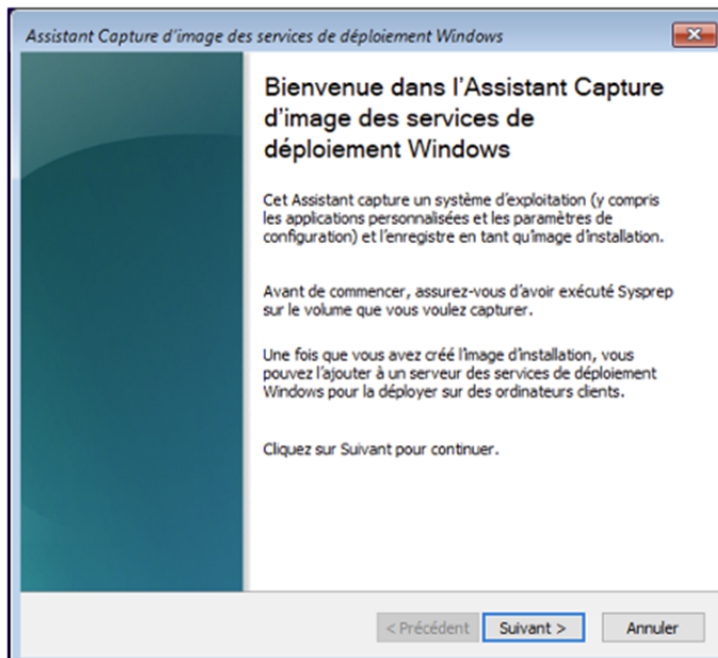 Assistant Capture d'image des services de déploiement Windows
Bienvenue dans l'Assistant Capture
d'image des services de
déploiement Windows
Cet Assistant capture un système d'exploitation (y compris
les applications personnalisées et les paramètres de
configuration) et l'enregistre en tant qu'image d'installation.
Avant de commencer, assurez-vous d'avoir exécuté Sysprep
sur le volume que vous voulez capturer.
Une fois que vous avez créé l'image d'installation, vous
pouvez l'ajouter à un serveur des services de déploiement
Windows pour la déployer sur des ordinateurs clients.
Cliquez sur Suivant pour continuer.
< Précédent Suivant > Annuler